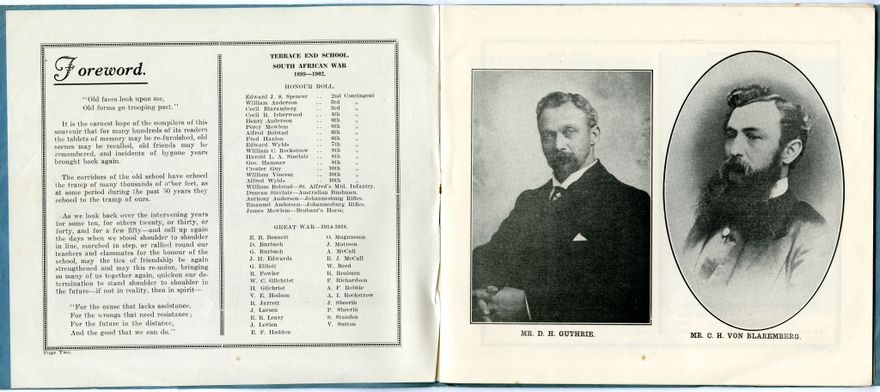 Foreword.
"Old faces look upon me,
Old forms go trooping past."
It is the earnest hope of the compilers of this
souvenir that for many hundreds of its readers
the tablets of memory may be re-furnished, old
scenes may be recalled, old friends may be
remembered, and incidents of bygone years
brought back again.
The corridors of the old school have echoed
the tramp of many thousands of other feet, as
at some period during the past 50 years they
echoed to the tramp of ours.
As we look back over the intervening years
for some ten, for others twenty, or thirty, or
forty, and for a few fifty—and call up again
the days when we stood shoulder to shoulder
in line, marched in step, or rallied round our
teachers and classmates for the honour of the
school, may the ties of friendship be again
strengthened and may this re-union, bringing
so many of us together again, quicken our de-
termination to stand shoulder to shoulder in
the future—if not in reality, then in spirit—
"For the cause that lacks assistance,
For the wrongs that need resistance;
For the future in the distance,
And the good that we can do."
Page Two.
TERRACE END SCHOOL.
SOUTH AFRICAN WAR
1899—1902.
HONOUR ROLL.
Edward J. S. Spencer .. 2nd Contingent
William Anderson .. 3rd „
Cecil Blaramberg .. 3rd „
Cecil R. Isherwood .. 4th „
Henry Anderson .. 6th „
Percy Mowlem .. 6th „
Alfred Bolstad .. 6th „
Fred Hanlon .. 6th „
Edward Wylds .. 7th „
William C. Rockstrow .. 8th „
Harold L. A. Sinclair .. 8th „
Geo. Hammer .. 8th „
Crozier Guy .. 10th „
William Vincent .. 10th „
Alfred Wylds .. 10th „
William Bolstad—St. Alfred's Mtd. Infantry.
Duncan Sinclair—Australian Bushmen.
Anthony Anderson—Johannesburg Rifles.
Emanuel Anderson—Johannesburg Rifles.
James Mowlem—Brabant's Horse.
GREAT WAR—1914-1918.
E. H. Bennett O. Magnusson
D. Burbush J. Mattson
G. Burbush A. McCall
J. H. Edwards R. J. McCall
G. Elliott W. Reed
R. Fowler R. Renburn
W. C. Gilchrist F. Richardson
H. Gilchrist A. F. Robbie
V. E. Hodson A. I. Rockstrow
R. Jarrett J. Sheerin
J. Larsen P. Sheerin
E. R. Leary S. Standen
J. Levien V. Sutton
E. F. Haddon
MR. D. H. GUTHRIE.
MR. C. H. VON BLAREMBERG.